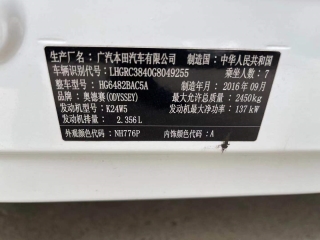 生产厂名：广汽本田汽车有限公司 制造国：中华人民共和国
车辆识别代号：LHGRC3840G8049255 乘坐人数：7
整车型号：HG6482BAC5A 制造年月：2016年09月
品牌：奥德赛(ODYSSEY) 最大允许总质量：2450kg
发动机型号：K24W5 发动机最大净功率：137kW
发动机排量：2.356L
外观颜色代码：NH776P 内饰颜色代码：A